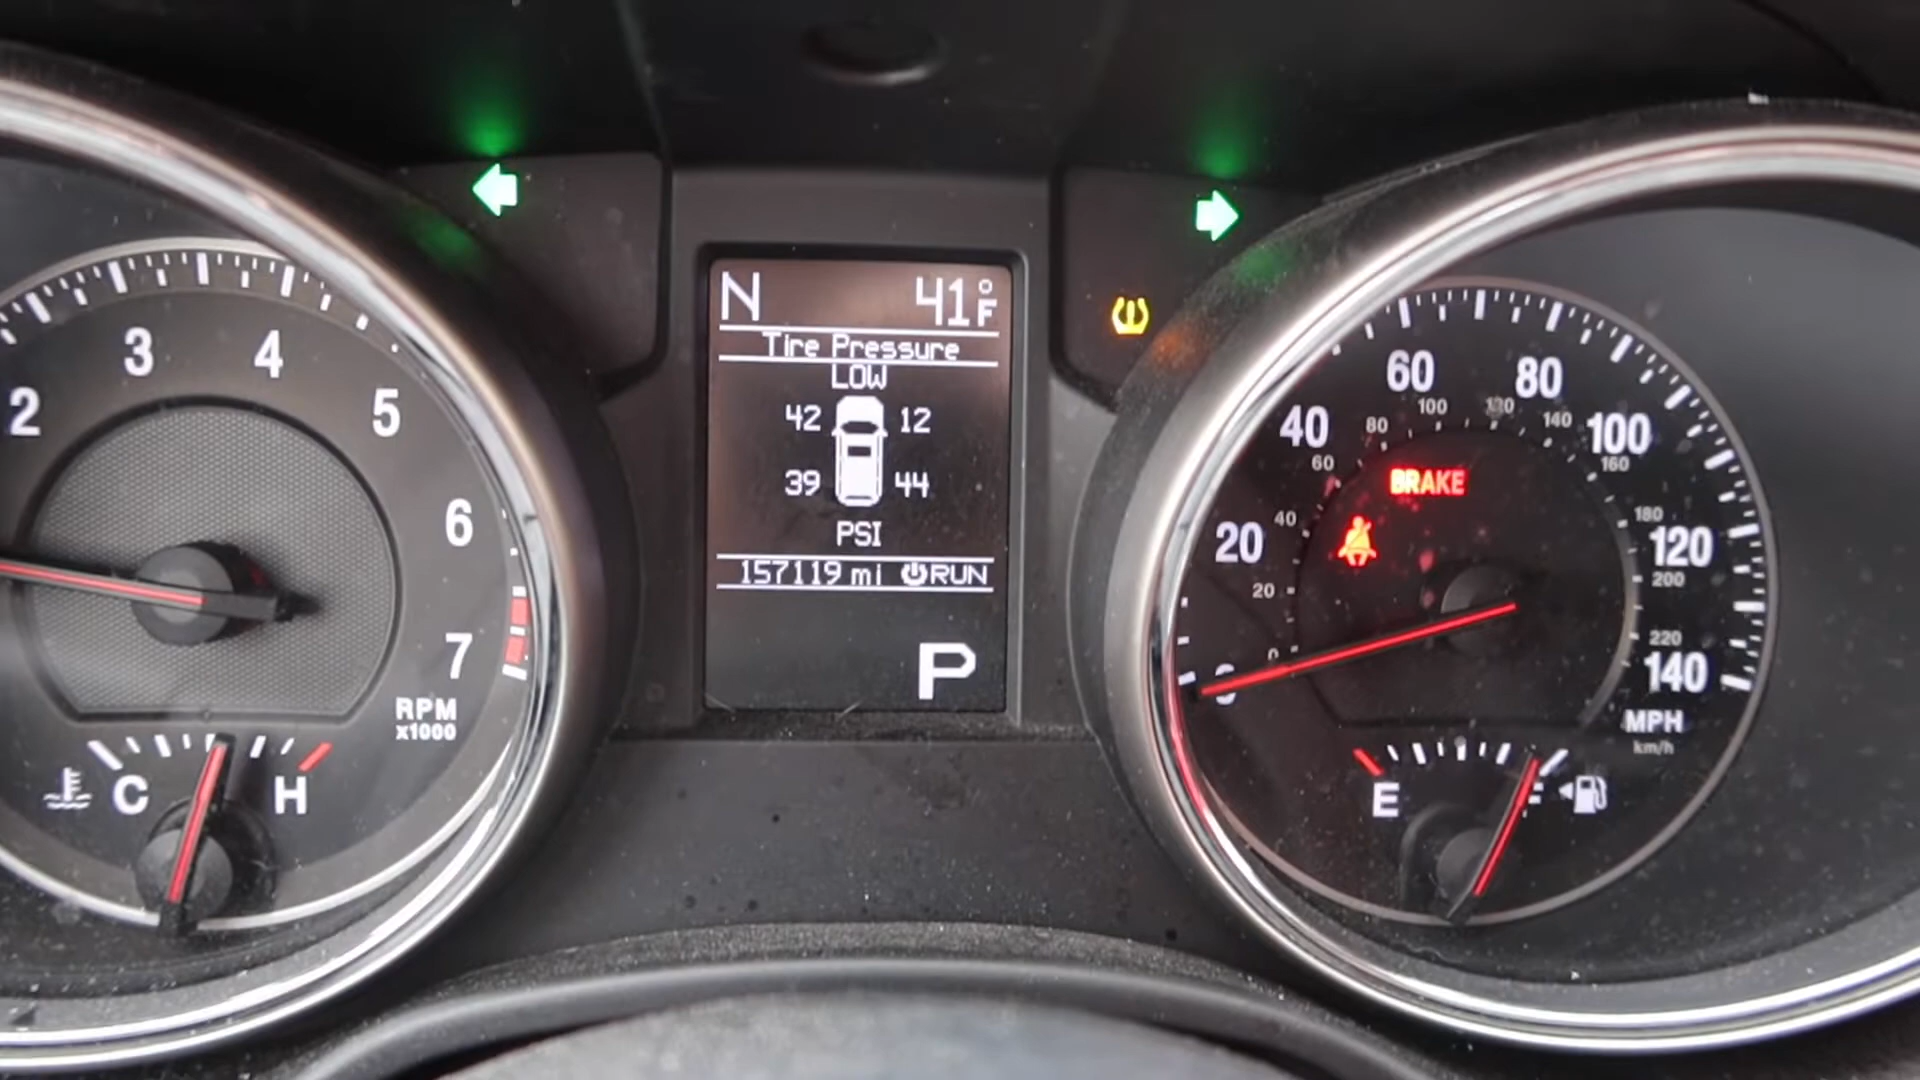 N 41°F
Tire Pressure
LOW
42 12
39 44
PSI
157119 mi RUN
P
2 3 4 5 6 7
RPM
x1000
C H
0 20 40 60 80 100 120 140
0 20 40 60 80 100 120 140 160 180 200 220
BRAKE
MPH
km/h
E F